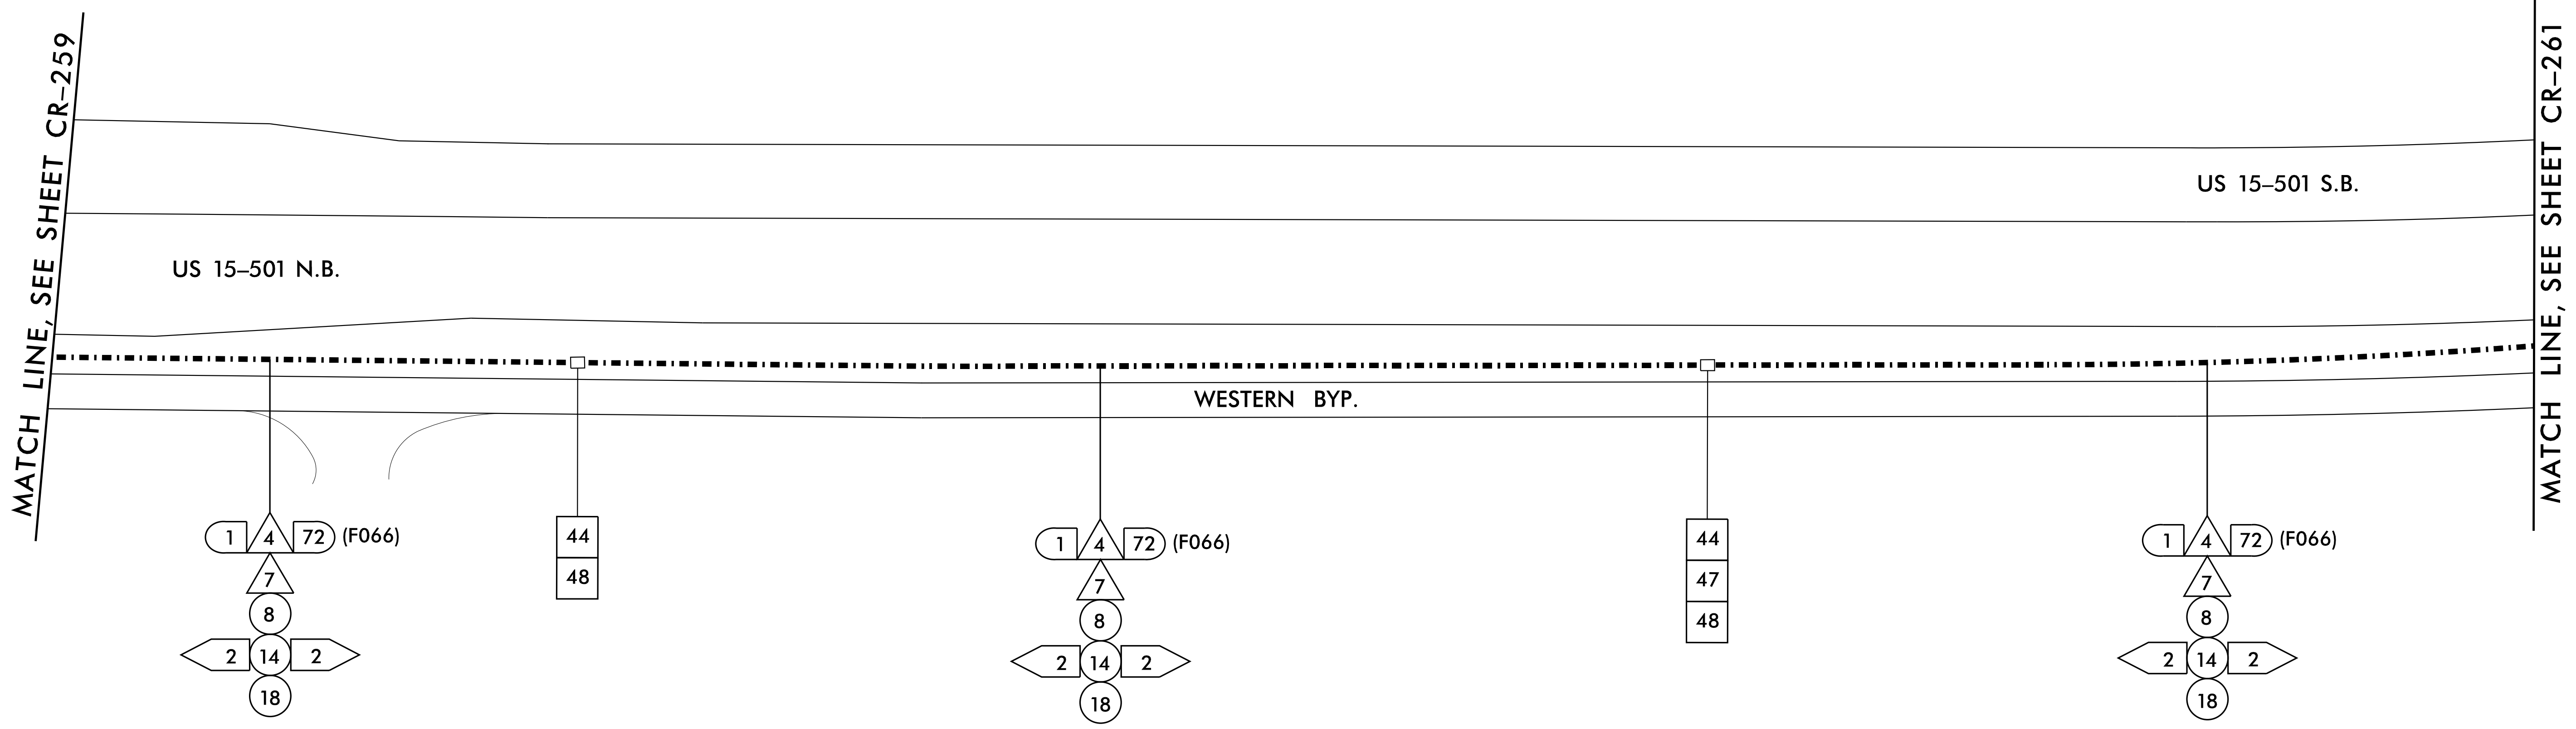 MATCH LINE, SEE SHEET CR-259
US 15-501 S.B.
US 15-501 N.B.
WESTERN BYP.
MATCH LINE, SEE SHEET CR-261
1 4 72 (F066)
7
8
2 14 2
18
44
48
1 4 72 (F066)
7
8
2 14 2
18
44
47
48
1 4 72 (F066)
7
8
2 14 2
18